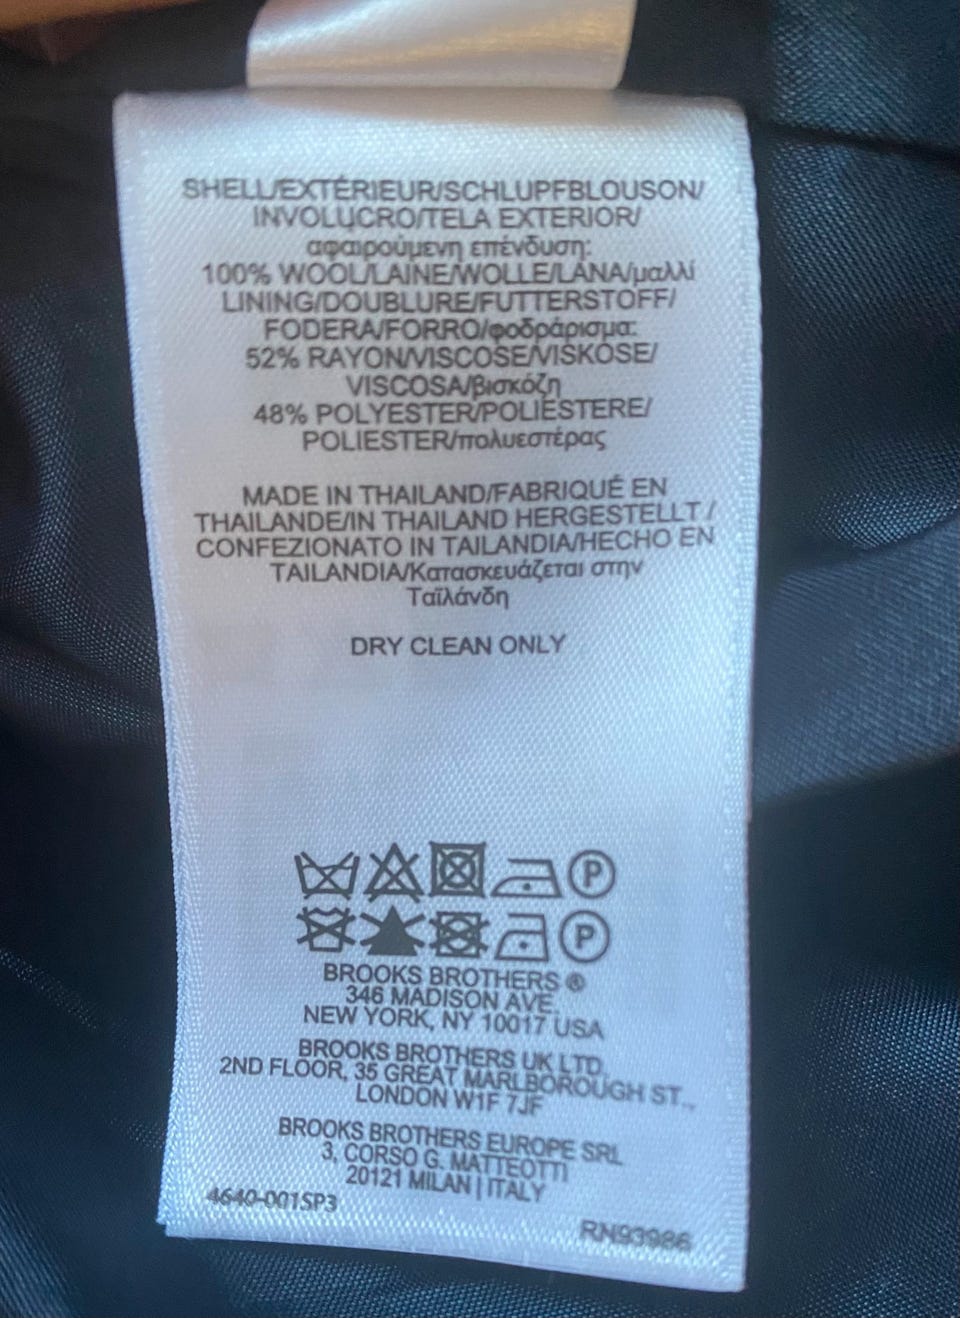 SHELL/EXTÉRIEUR/SCHLUPFBLOUSON/
INVOLUCRO/TELA EXTERIOR/
αφαιρούμενη επένδυση:
100% WOOL/LAINE/WOLLE/LANA/μαλλί
LINING/DOUBLURE/FUTTERSTOFF/
FODERA/FORRO/φοδράρισμα:
52% RAYON/VISCOSE/VISKOSE/
VISCOSA/βισκόζη
48% POLYESTER/POLIESTERE/
POLIESTER/πολυεστέρας
MADE IN THAILAND/FABRIQUÉ EN
THAILANDE/IN THAILAND HERGESTELLT /
CONFEZIONATO IN TAILANDIA/HECHO EN
TAILANDIA/Κατασκευάζεται στην
Ταϊλάνδη
DRY CLEAN ONLY
P
P
BROOKS BROTHERS ®
346 MADISON AVE.
NEW YORK, NY 10017 USA
BROOKS BROTHERS UK LTD.
2ND FLOOR, 35 GREAT MARLBOROUGH ST.,
LONDON W1F 7JF
BROOKS BROTHERS EUROPE SRL
3, CORSO G. MATTEOTTI
20121 MILAN | ITALY
4640-001SP3
RN93986